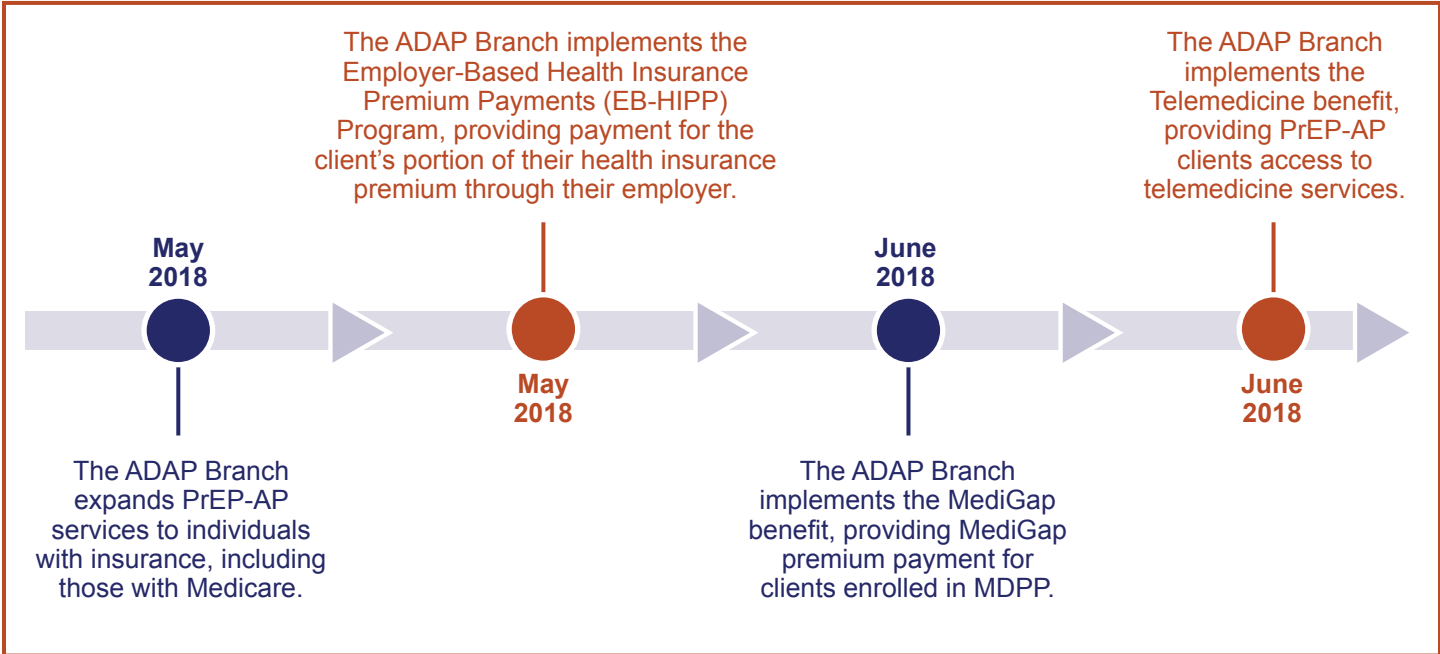 May
2018
The ADAP Branch
expands PrEP-AP
services to individuals
with insurance, including
those with Medicare.
The ADAP Branch implements the
Employer-Based Health Insurance
Premium Payments (EB-HIPP)
Program, providing payment for the
client’s portion of their health insurance
premium through their employer.
May
2018
June
2018
The ADAP Branch
implements the MediGap
benefit, providing MediGap
premium payment for
clients enrolled in MDPP.
The ADAP Branch
implements the
Telemedicine benefit,
providing PrEP-AP
clients access to
telemedicine services.
June
2018